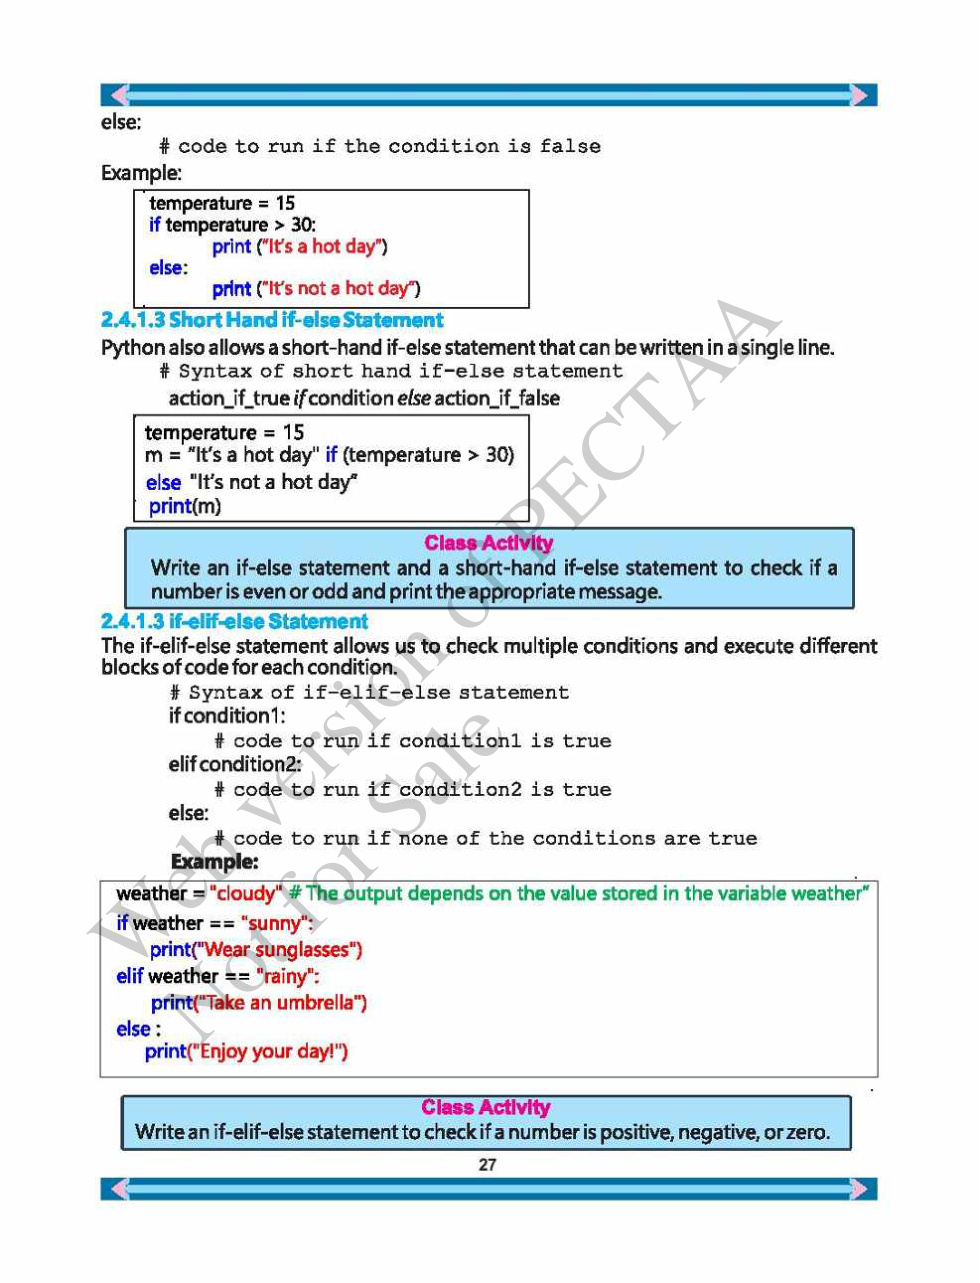 else:
# code to run if the condition is false
Example:
temperature = 15
if temperature > 30:
print ("It's a hot day")
else:
print ("It's not a hot day")
2.4.1.3 Short Hand if-else Statement
Python also allows a short-hand if-else statement that can be written in a single line.
# Syntax of short hand if-else statement
action_if_true if condition else action_if_false
temperature = 15
m = "It's a hot day" if (temperature > 30)
else "It's not a hot day"
print(m)
Class Activity
Write an if-else statement and a short-hand if-else statement to check if a
number is even or odd and print the appropriate message.
2.4.1.3 if-elif-else Statement
The if-elif-else statement allows us to check multiple conditions and execute different
blocks of code for each condition.
# Syntax of if-elif-else statement
if condition1:
# code to run if condition1 is true
elif condition2:
# code to run if condition2 is true
else:
# code to run if none of the conditions are true
Example:
weather = "cloudy" # The output depends on the value stored in the variable weather"
if weather == "sunny":
print("Wear sunglasses")
elif weather == "rainy":
print("Take an umbrella")
else :
print("Enjoy your day!")
Class Activity
Write an if-elif-else statement to check if a number is positive, negative, or zero.
27
Web version of PECTAA
Not for Sale